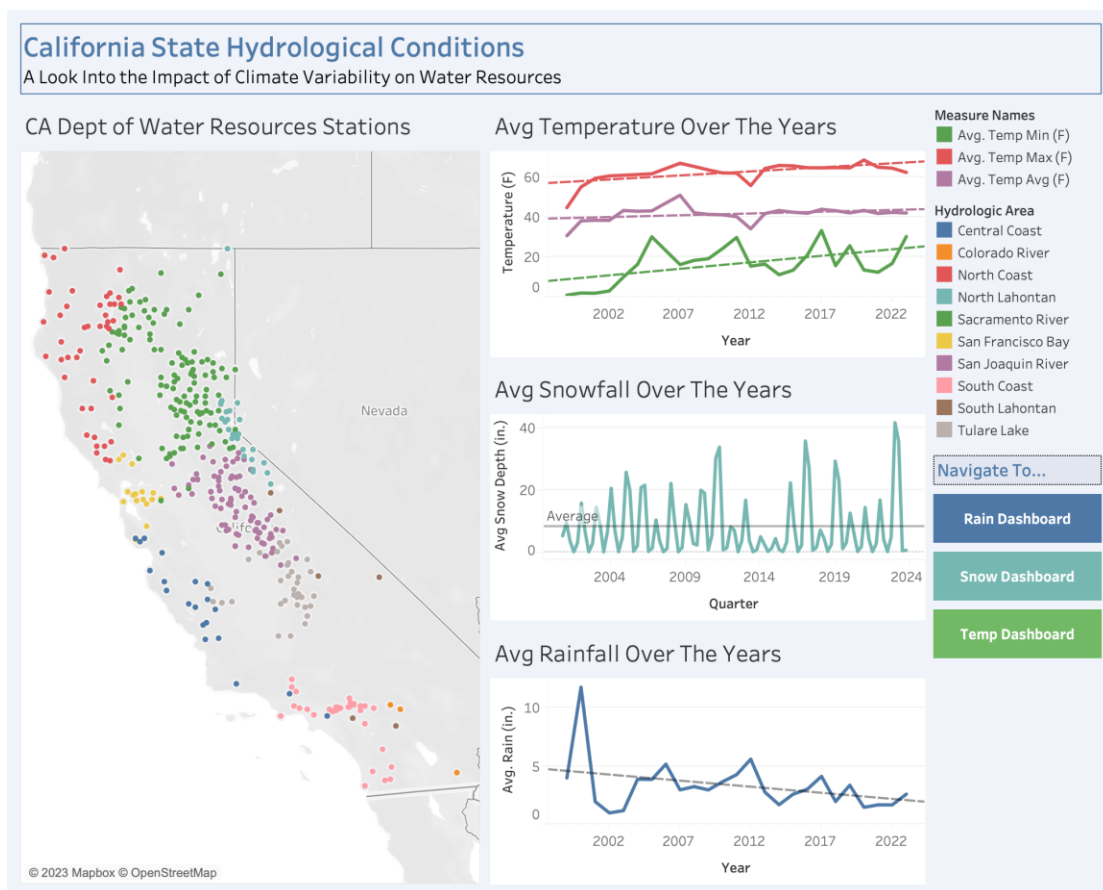 California State Hydrological Conditions
A Look Into the Impact of Climate Variability on Water Resources
CA Dept of Water Resources Stations
Nevada
© 2023 Mapbox © OpenStreetMap
Avg Temperature Over The Years
Temperature (F)
60
40
20
0
2002 2007 2012 2017 2022
Year
Avg Snowfall Over The Years
Avg Snow Depth (in.)
40
20
0
Average
2004 2009 2014 2019 2024
Quarter
Avg Rainfall Over The Years
Avg. Rain (in.)
10
5
0
2002 2007 2012 2017 2022
Year
Measure Names
Avg. Temp Min (F)
Avg. Temp Max (F)
Avg. Temp Avg (F)
Hydrologic Area
Central Coast
Colorado River
North Coast
North Lahontan
Sacramento River
San Francisco Bay
San Joaquin River
South Coast
South Lahontan
Tulare Lake
Navigate To...
Rain Dashboard
Snow Dashboard
Temp Dashboard